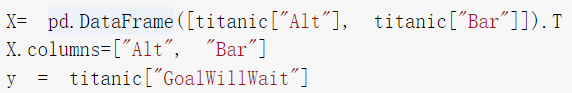 X=  pd.DataFrame([titanic["Alt"],  titanic["Bar"]]).T
X.columns=["Alt",  "Bar"]
y  =  titanic["GoalWillWait"]